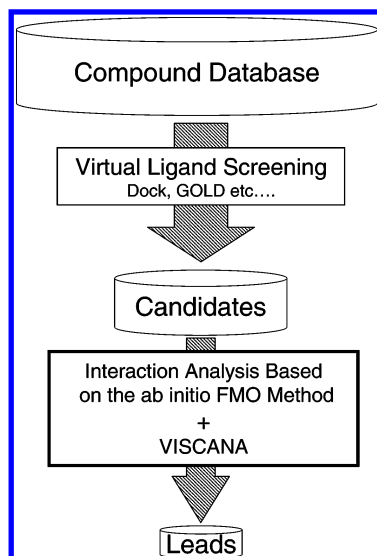 Compound Database
Virtual Ligand Screening
Dock, GOLD etc....
Candidates
Interaction Analysis Based
on the ab initio FMO Method
+
VISCANA
Leads